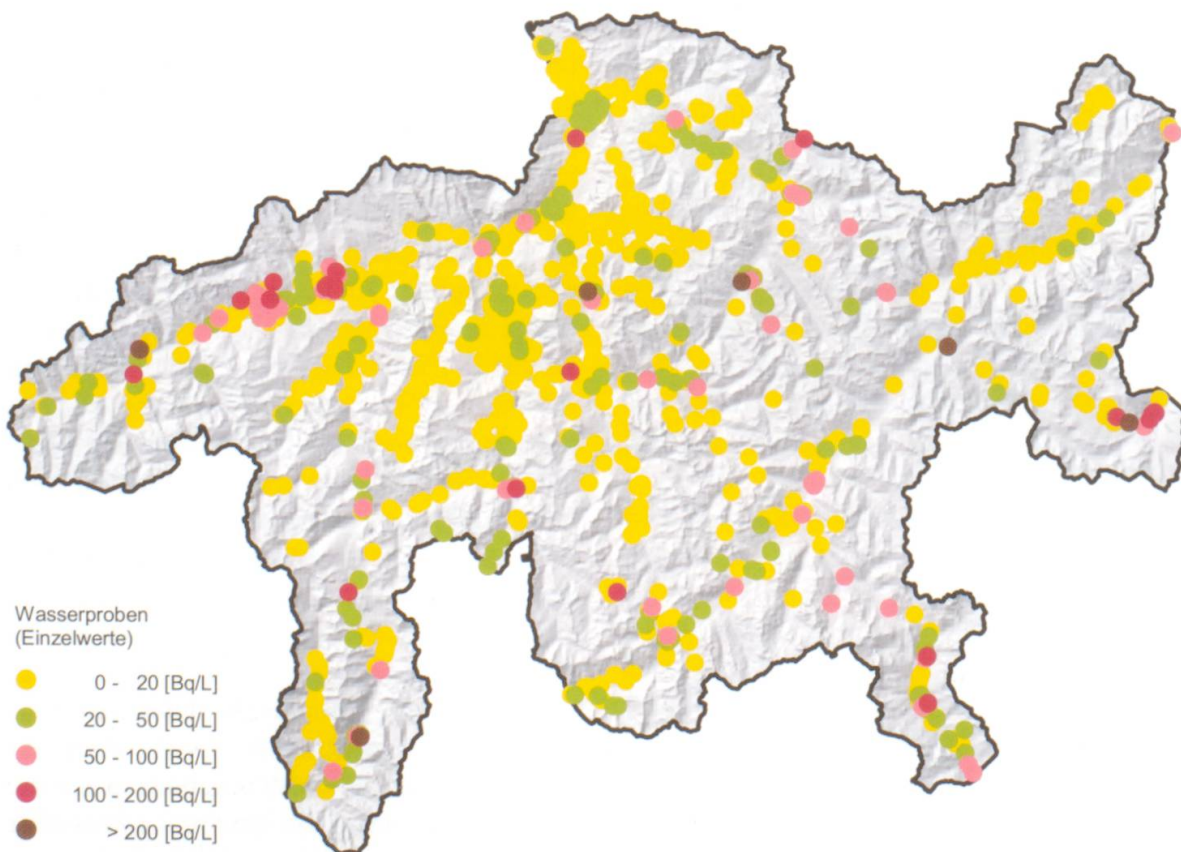 Wasserproben
(Einzelwerte)
0 - 20 [Bq/L]
20 - 50 [Bq/L]
50 - 100 [Bq/L]
100 - 200 [Bq/L]
> 200 [Bq/L]